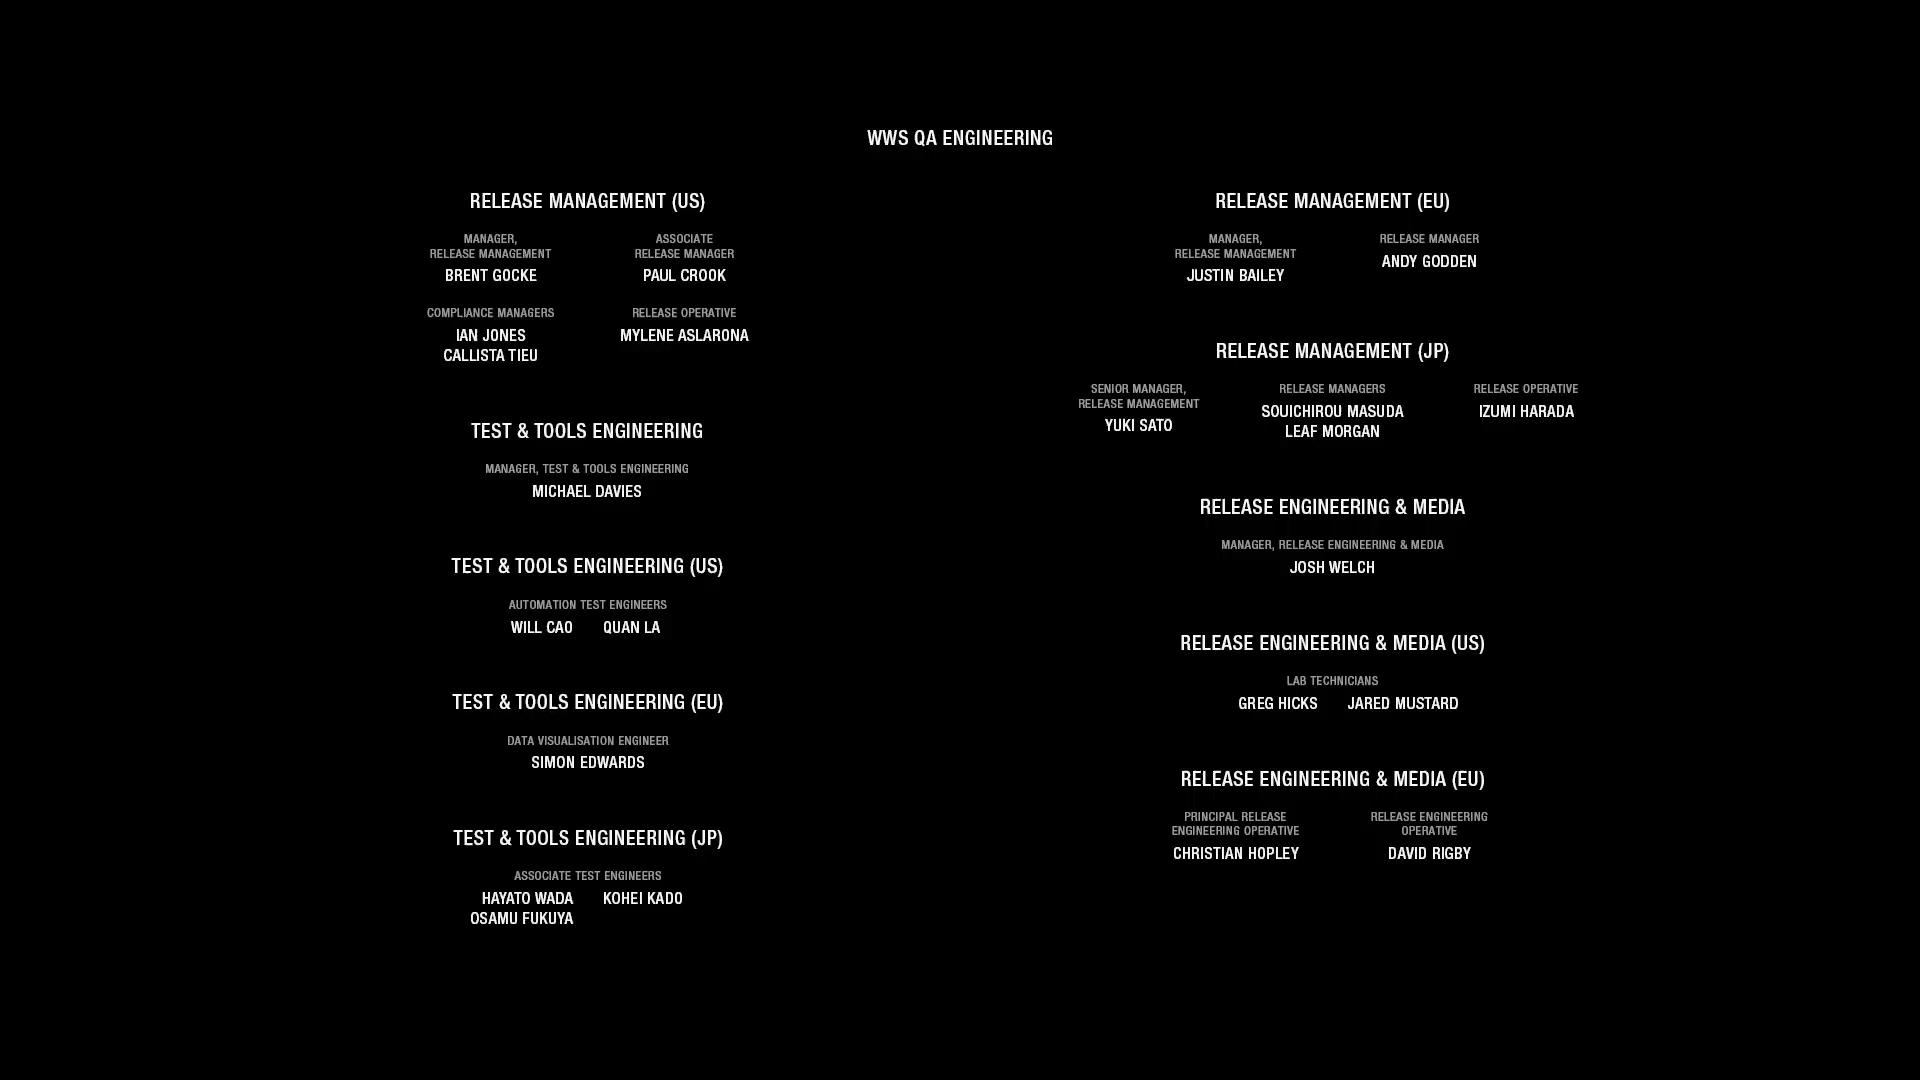 WWS QA ENGINEERING
RELEASE MANAGEMENT (US)
MANAGER,
RELEASE MANAGEMENT
BRENT GOCKE
ASSOCIATE
RELEASE MANAGER
PAUL CROOK
COMPLIANCE MANAGERS
IAN JONES
CALLISTA TIEU
RELEASE OPERATIVE
MYLENE ASLARONA
TEST & TOOLS ENGINEERING
MANAGER, TEST & TOOLS ENGINEERING
MICHAEL DAVIES
TEST & TOOLS ENGINEERING (US)
AUTOMATION TEST ENGINEERS
WILL CAO QUAN LA
TEST & TOOLS ENGINEERING (EU)
DATA VISUALISATION ENGINEER
SIMON EDWARDS
TEST & TOOLS ENGINEERING (JP)
ASSOCIATE TEST ENGINEERS
HAYATO WADA KOHEI KADO
OSAMU FUKUYA
RELEASE MANAGEMENT (EU)
MANAGER,
RELEASE MANAGEMENT
JUSTIN BAILEY
RELEASE MANAGER
ANDY GODDEN
RELEASE MANAGEMENT (JP)
SENIOR MANAGER,
RELEASE MANAGEMENT
YUKI SATO
RELEASE MANAGERS
SOUICHIROU MASUDA
LEAF MORGAN
RELEASE OPERATIVE
IZUMI HARADA
RELEASE ENGINEERING & MEDIA
MANAGER, RELEASE ENGINEERING & MEDIA
JOSH WELCH
RELEASE ENGINEERING & MEDIA (US)
LAB TECHNICIANS
GREG HICKS JARED MUSTARD
RELEASE ENGINEERING & MEDIA (EU)
PRINCIPAL RELEASE
ENGINEERING OPERATIVE
CHRISTIAN HOPLEY
RELEASE ENGINEERING
OPERATIVE
DAVID RIGBY